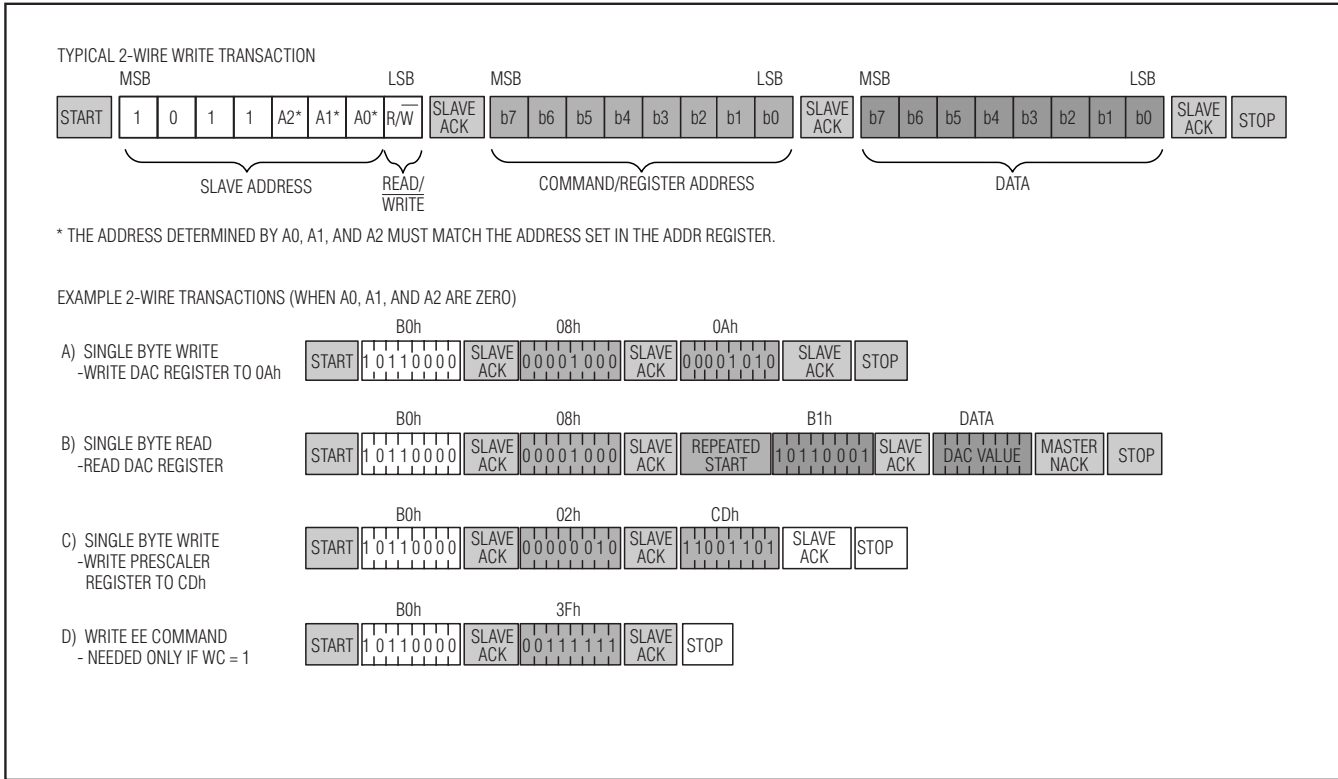 TYPICAL 2-WIRE WRITE TRANSACTION
MSB LSB MSB LSB MSB LSB
START 1 0 1 1 A2* A1* A0* R/W̅ SLAVE ACK b7 b6 b5 b4 b3 b2 b1 b0 SLAVE ACK b7 b6 b5 b4 b3 b2 b1 b0 SLAVE ACK STOP
SLAVE ADDRESS READ/ COMMAND/REGISTER ADDRESS DATA
W̅R̅I̅T̅E̅
* THE ADDRESS DETERMINED BY A0, A1, AND A2 MUST MATCH THE ADDRESS SET IN THE ADDR REGISTER.
EXAMPLE 2-WIRE TRANSACTIONS (WHEN A0, A1, AND A2 ARE ZERO)
B0h 08h 0Ah
A) SINGLE BYTE WRITE
-WRITE DAC REGISTER TO 0Ah
START 10110000 SLAVE ACK 00001000 SLAVE ACK 00001010 SLAVE ACK STOP
B0h 08h B1h DATA
B) SINGLE BYTE READ
-READ DAC REGISTER
START 10110000 SLAVE ACK 00001000 SLAVE ACK REPEATED START 10110001 SLAVE ACK DAC VALUE MASTER NACK STOP
B0h 02h CDh
C) SINGLE BYTE WRITE
-WRITE PRESCALER
REGISTER TO CDh
START 10110000 SLAVE ACK 00000010 SLAVE ACK 11001101 SLAVE ACK STOP
B0h 3Fh
D) WRITE EE COMMAND
- NEEDED ONLY IF WC = 1
START 10110000 SLAVE ACK 00111111 SLAVE ACK STOP